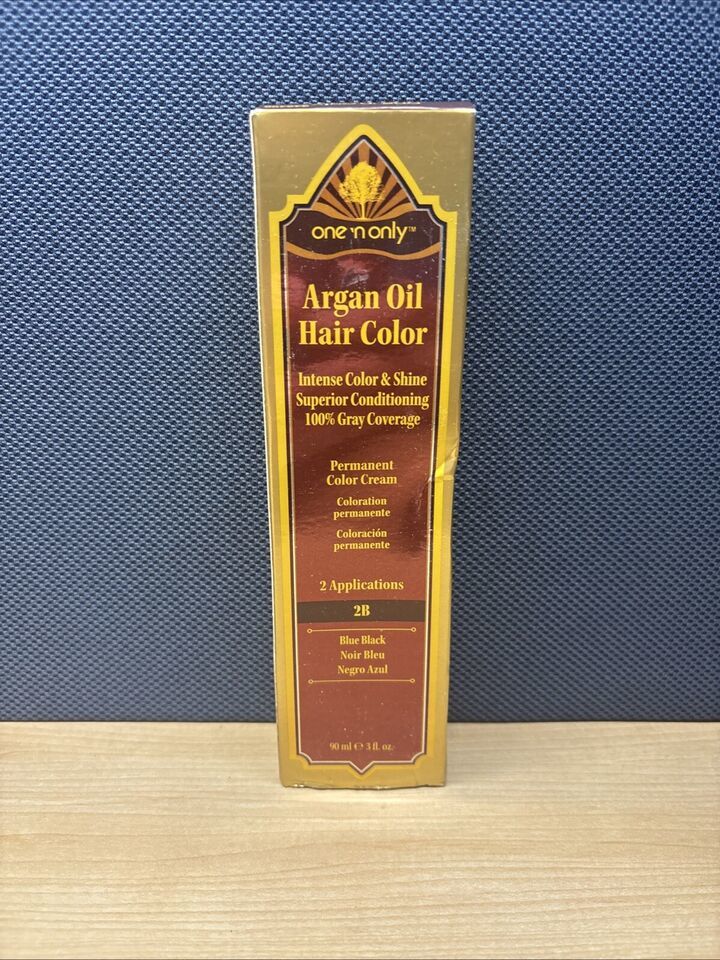 one 'n only™
Argan Oil
Hair Color
Intense Color & Shine
Superior Conditioning
100% Gray Coverage
Permanent
Color Cream
Coloration
permanente
Coloración
permanente
2 Applications
2B
Blue Black
Noir Bleu
Negro Azul
90 ml ℮ 3 fl. oz.